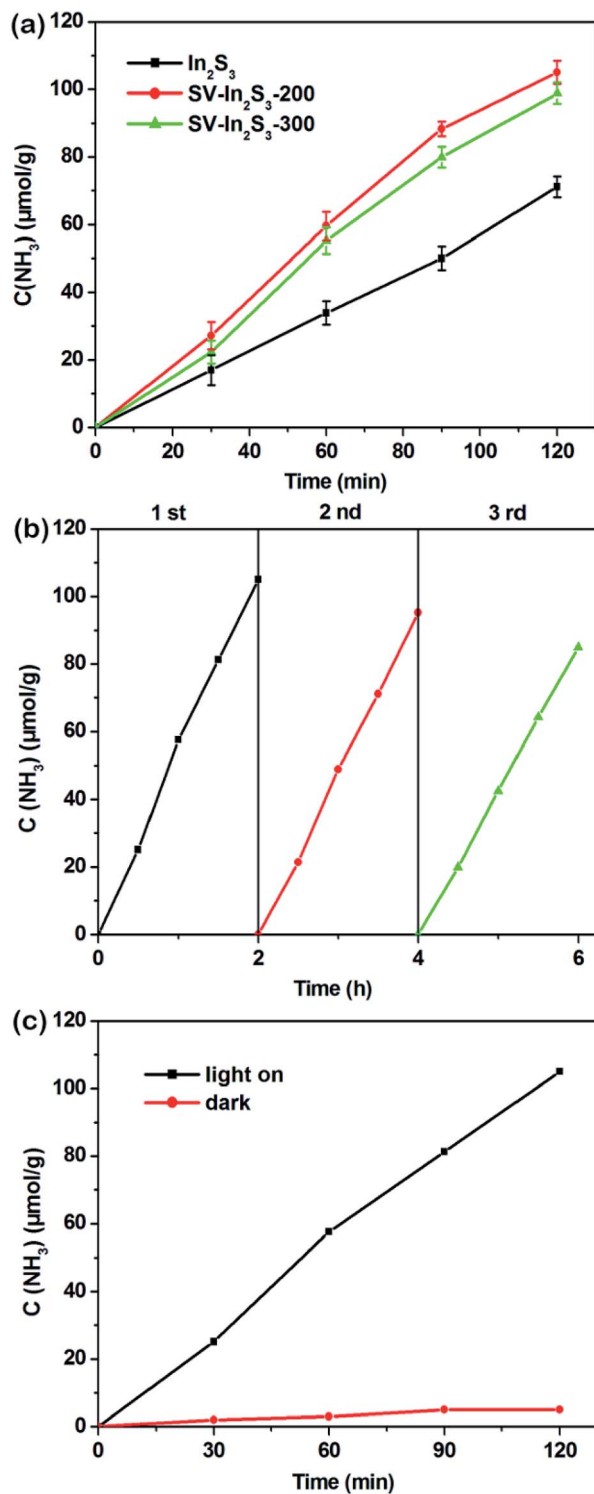 (a)
In₂S₃
SV-In₂S₃-200
SV-In₂S₃-300
C(NH₃) (μmol/g)
120
100
80
60
40
20
0
0 20 40 60 80 100 120
Time (min)
(b)
1 st 2 nd 3 rd
C (NH₃) (μmol/g)
120
100
80
60
40
20
0
0 2 4 6
Time (h)
(c)
light on
dark
C (NH₃) (μmol/g)
120
100
80
60
40
20
0
0 30 60 90 120
Time (min)